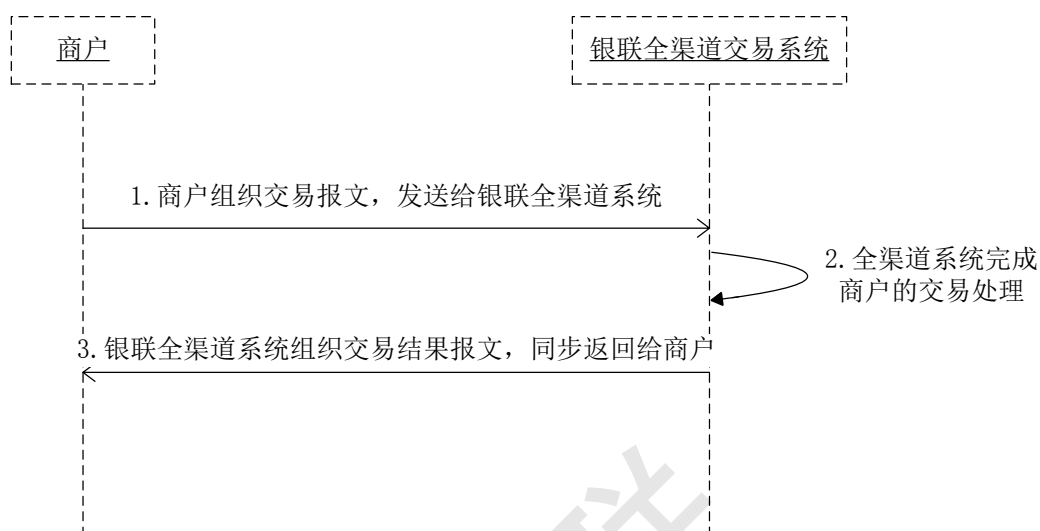 商户
银联全渠道交易系统
1.商户组织交易报文，发送给银联全渠道系统
2.全渠道系统完成
商户的交易处理
3.银联全渠道系统组织交易结果报文，同步返回给商户
联